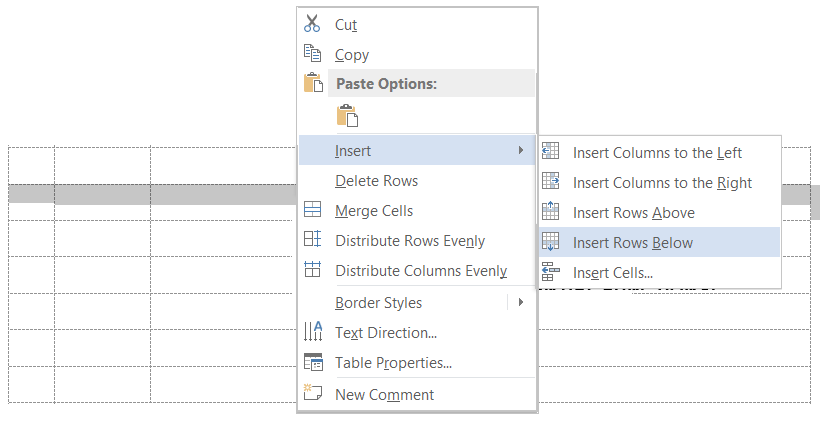 Cut
Copy
Paste Options:
Insert
Delete Rows
Merge Cells
Distribute Rows Evenly
Distribute Columns Evenly
Border Styles
Text Direction...
Table Properties...
New Comment
Insert Columns to the Left
Insert Columns to the Right
Insert Rows Above
Insert Rows Below
Insert Cells...